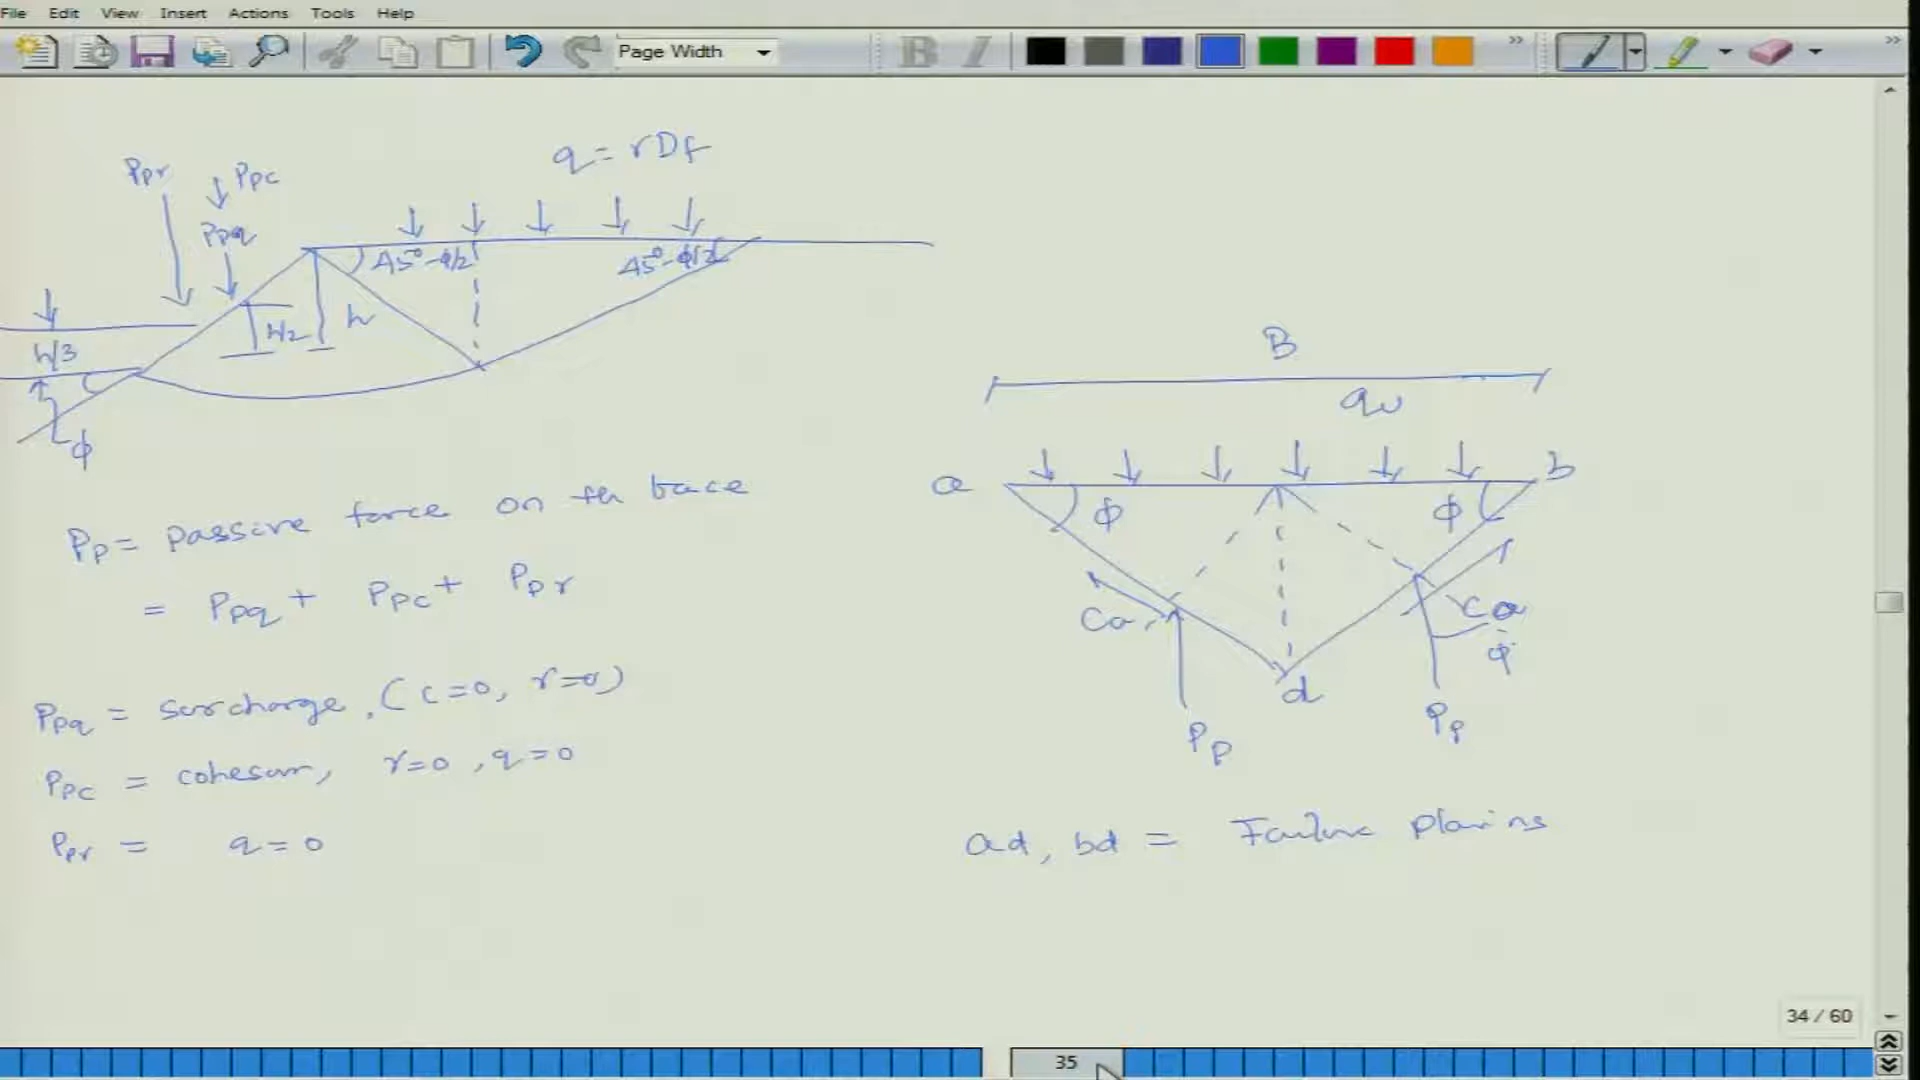 File Edit View Insert Actions Tools Help
Page Width
q = γDf
Ppγ
Ppc
Ppq
45°-φ/2
45°-φ/2
h/2
h
h/3
φ
B
qu
a
b
φ
φ
Ca
Ca
φ
d
Pp
Pp
Pp = passive force on the face
= Ppq + Ppc + Ppγ
Ppq = surcharge, (c=0, γ=0)
Ppc = cohesion, γ=0, q=0
Ppγ = q=0
ad, bd = Failure
34 / 60
35